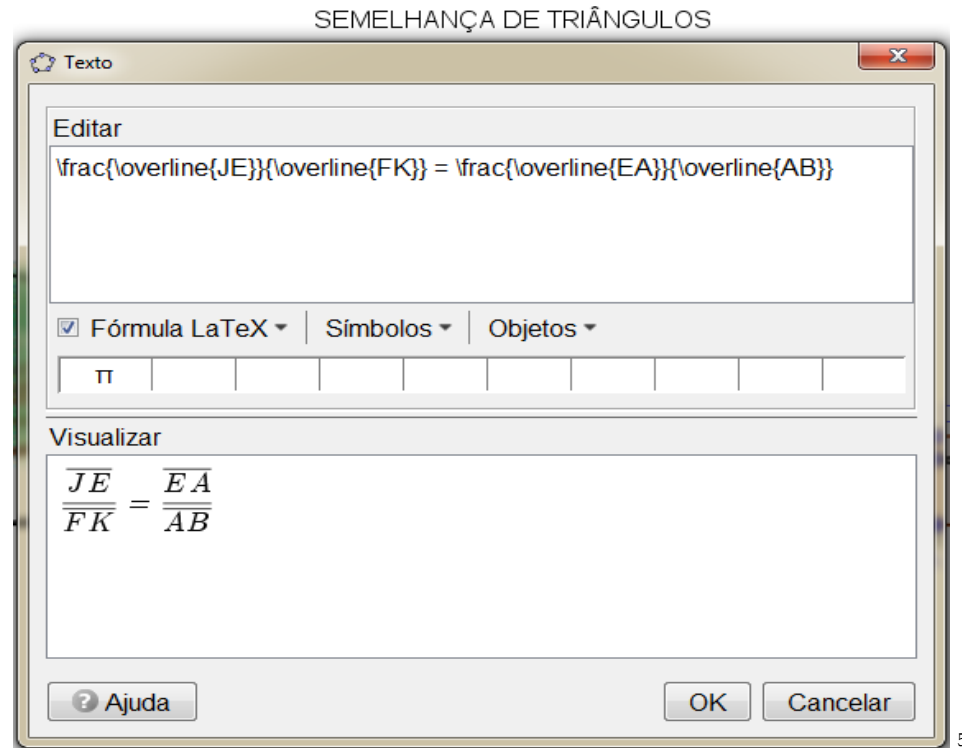 SEMELHANÇA DE TRIÂNGULOS
Texto
Editar
\frac{\overline{JE}}{\overline{FK}} = \frac{\overline{EA}}{\overline{AB}}
Fórmula LaTeX Símbolos Objetos
π
Visualizar
JE EA
=
FK AB
Ajuda OK Cancelar